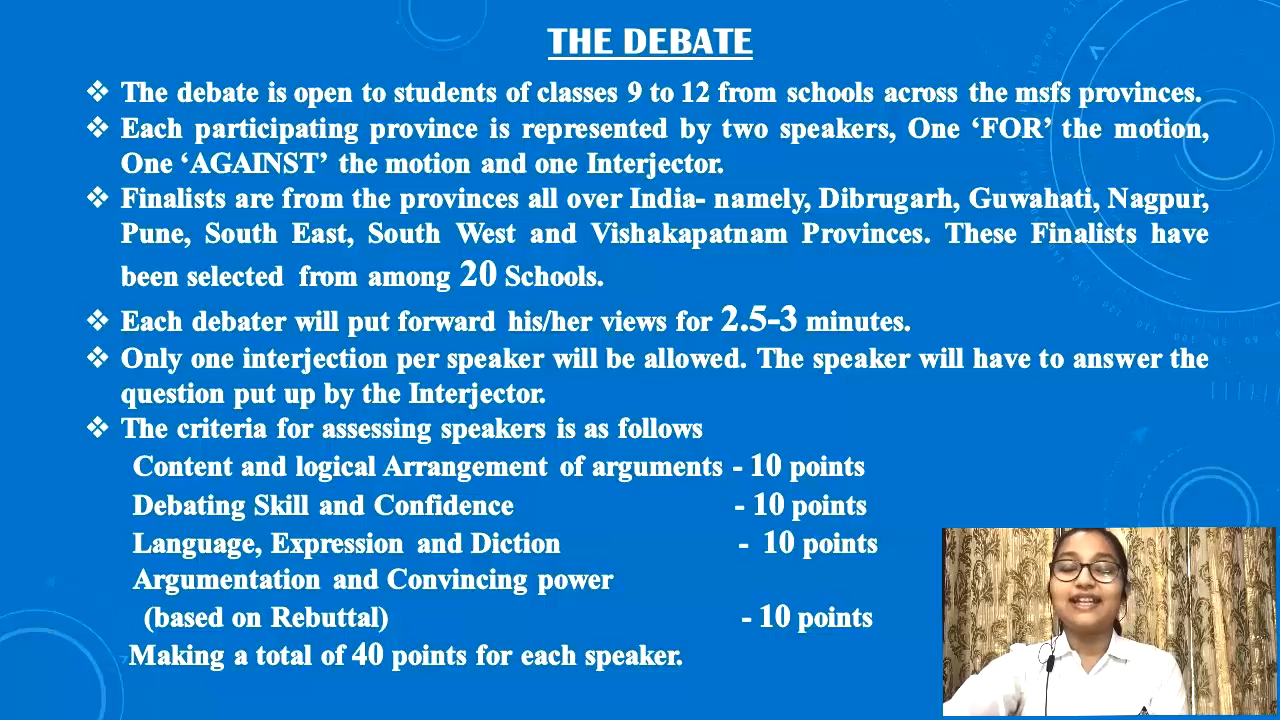 THE DEBATE
❖ The debate is open to students of classes 9 to 12 from schools across the msfs provinces.
❖ Each participating province is represented by two speakers, One ‘FOR’ the motion,
One ‘AGAINST’ the motion and one Interjector.
❖ Finalists are from the provinces all over India- namely, Dibrugarh, Guwahati, Nagpur,
Pune, South East, South West and Vishakapatnam Provinces. These Finalists have
been selected from among 20 Schools.
❖ Each debater will put forward his/her views for 2.5-3 minutes.
❖ Only one interjection per speaker will be allowed. The speaker will have to answer the
question put up by the Interjector.
❖ The criteria for assessing speakers is as follows
Content and logical Arrangement of arguments - 10 points
Debating Skill and Confidence - 10 points
Language, Expression and Diction - 10 points
Argumentation and Convincing power
(based on Rebuttal) - 10 points
Making a total of 40 points for each speaker.